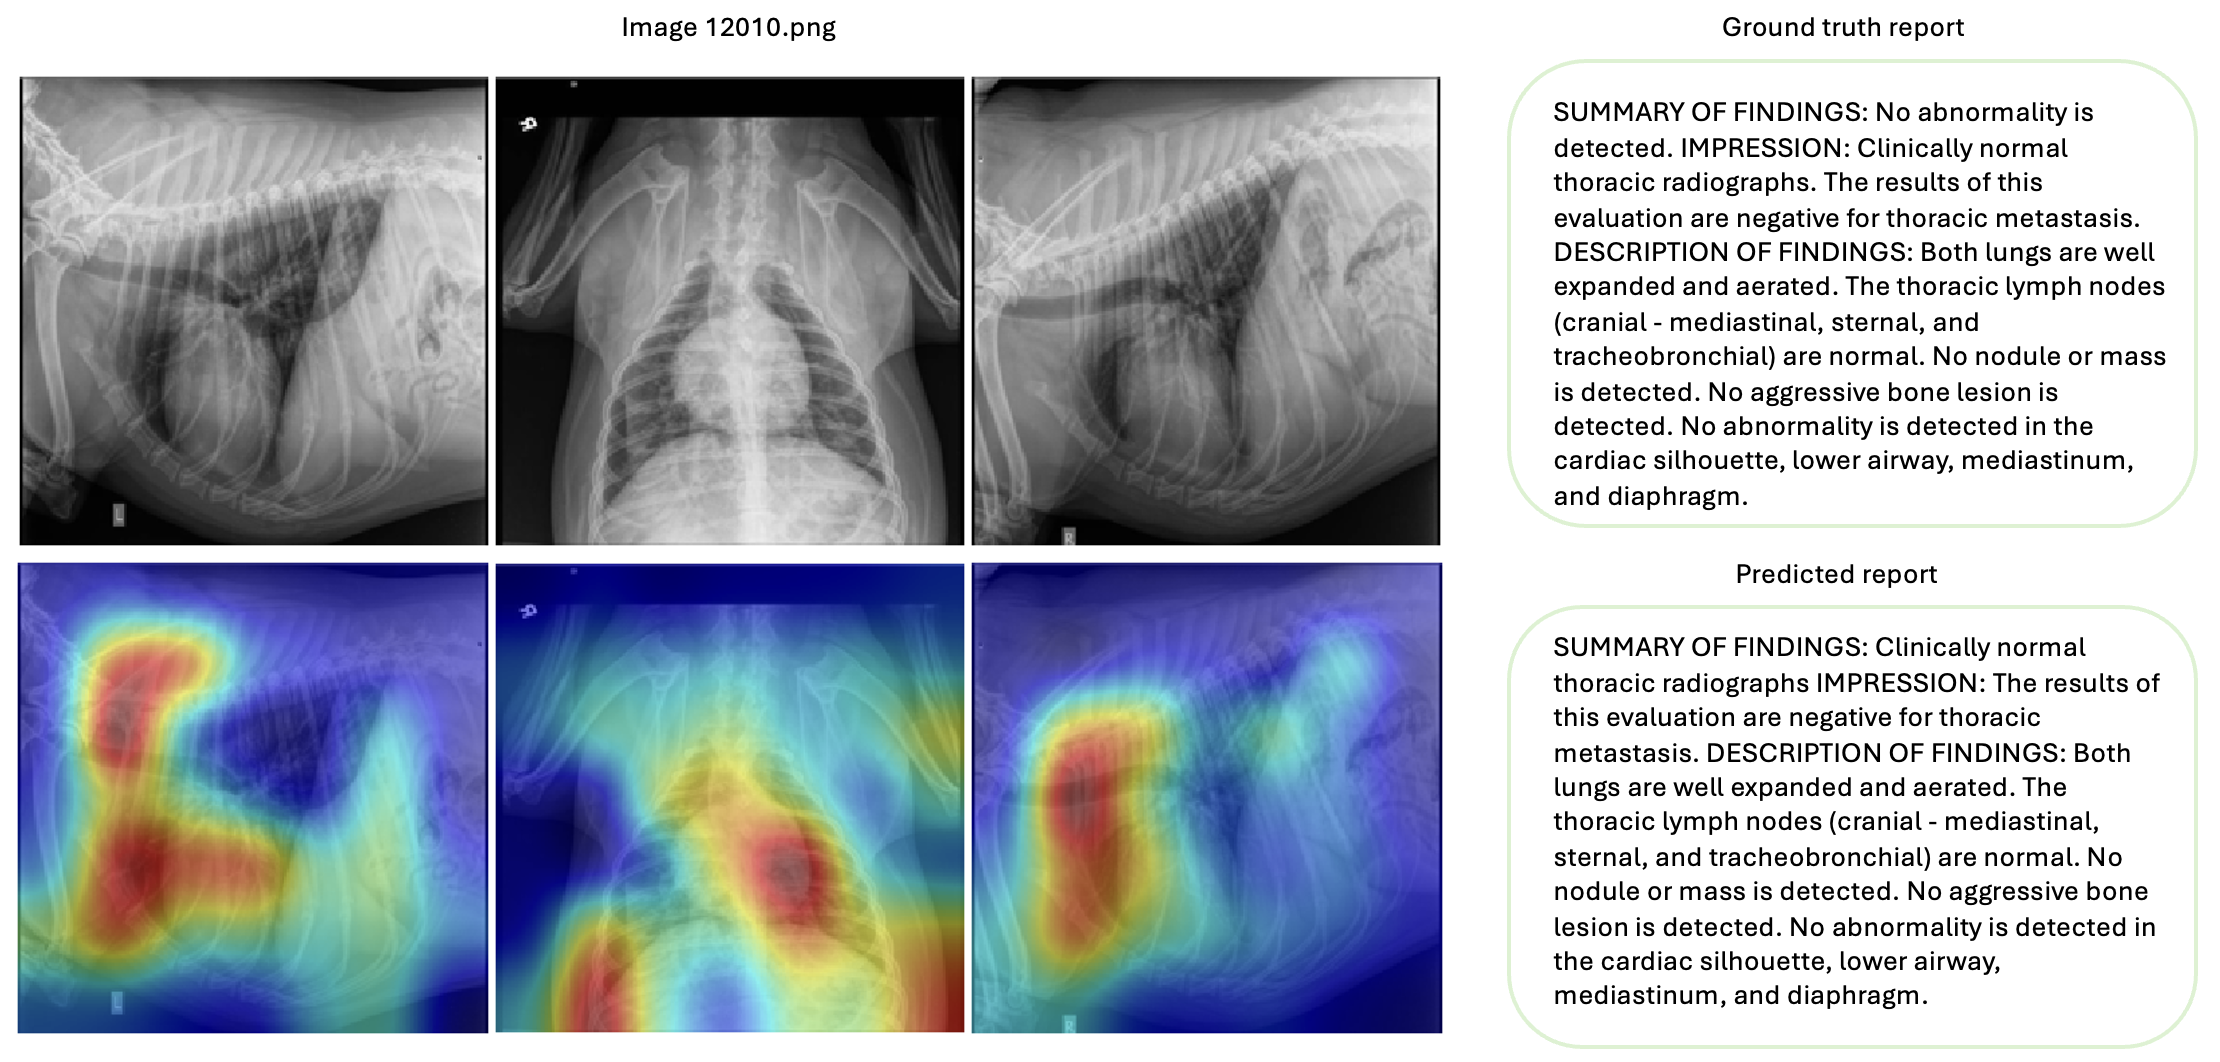 Image 12010.png
Ground truth report
SUMMARY OF FINDINGS: No abnormality is
detected. IMPRESSION: Clinically normal
thoracic radiographs. The results of this
evaluation are negative for thoracic metastasis.
DESCRIPTION OF FINDINGS: Both lungs are well
expanded and aerated. The thoracic lymph nodes
(cranial - mediastinal, sternal, and
tracheobronchial) are normal. No nodule or mass
is detected. No aggressive bone lesion is
detected. No abnormality is detected in the
cardiac silhouette, lower airway, mediastinum,
and diaphragm.
L
R
Predicted report
SUMMARY OF FINDINGS: Clinically normal
thoracic radiographs IMPRESSION: The results of
this evaluation are negative for thoracic
metastasis. DESCRIPTION OF FINDINGS: Both
lungs are well expanded and aerated. The
thoracic lymph nodes (cranial - mediastinal,
sternal, and tracheobronchial) are normal. No
nodule or mass is detected. No aggressive bone
lesion is detected. No abnormality is detected in
the cardiac silhouette, lower airway,
mediastinum, and diaphragm.
L
R